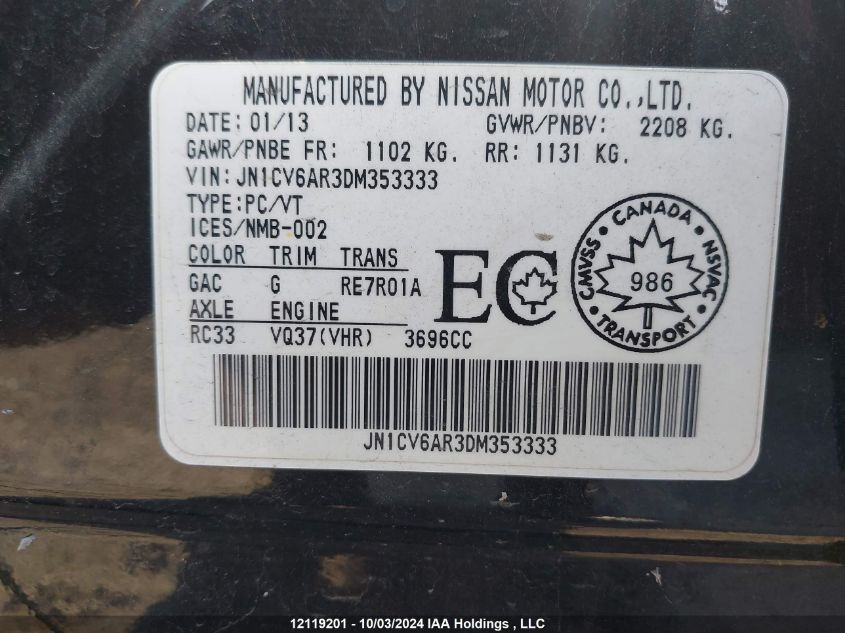 MANUFACTURED BY NISSAN MOTOR CO.,LTD.
DATE: 01/13 GVWR/PNBV: 2208 KG.
GAWR/PNBE FR: 1102 KG. RR: 1131 KG.
VIN: JN1CV6AR3DM353333
TYPE:PC/VT
ICES/NMB-002
COLOR TRIM TRANS
GAC G RE7R01A
AXLE ENGINE
RC33 VQ37(VHR) 3696CC
EC
CANADA
CMVSS NSVAC
986
TRANSPORT
JN1CV6AR3DM353333
12119201 - 10/03/2024 IAA Holdings , LLC